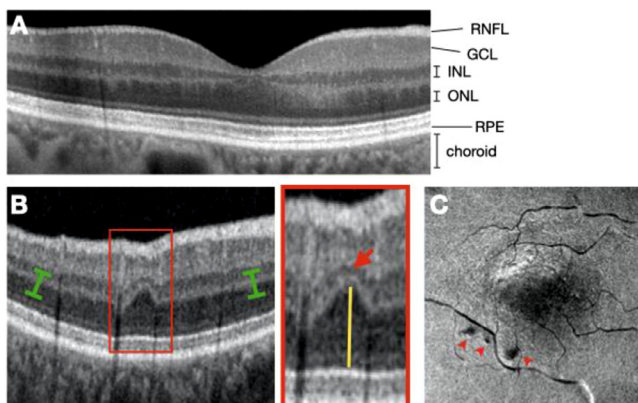 A
RNFL
GCL
INL
ONL
RPE
choroid
B
C